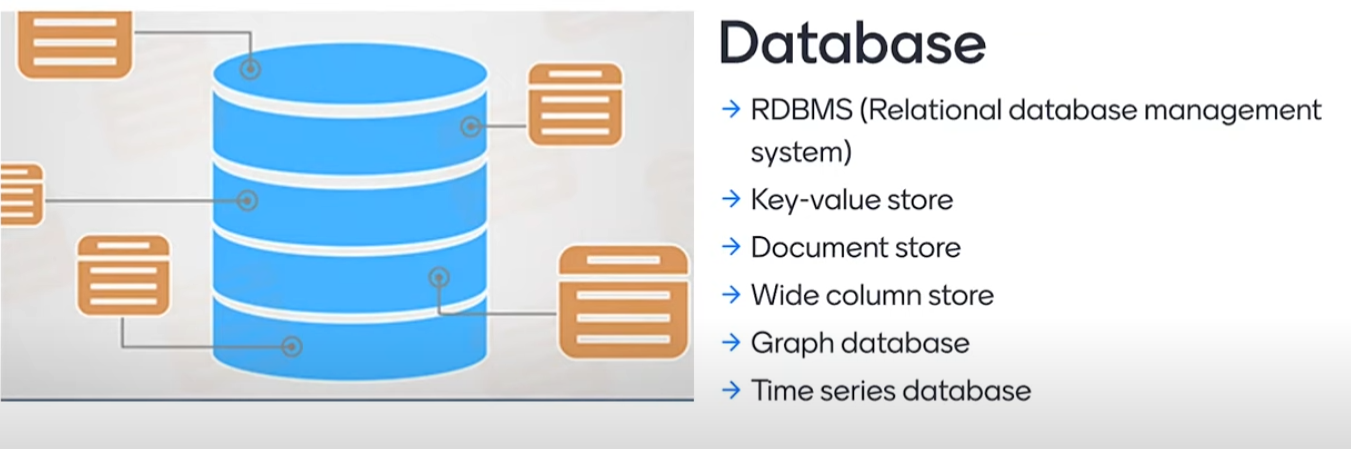 Database
→ RDBMS (Relational database management
system)
→ Key-value store
→ Document store
→ Wide column store
→ Graph database
→ Time series database